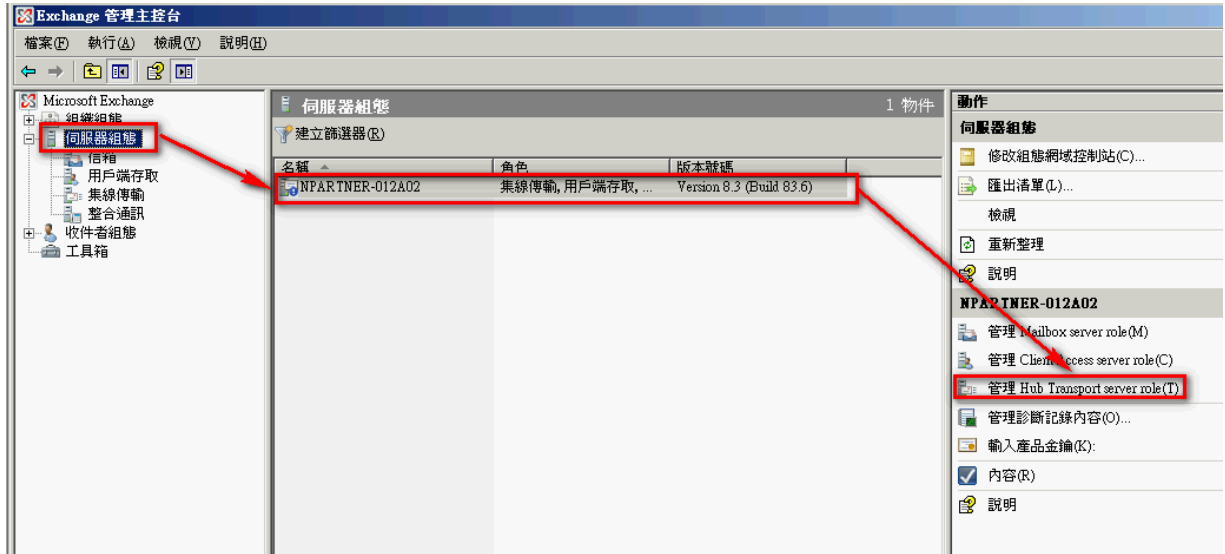 Exchange 管理主控台
檔案(F) 執行(A) 檢視(V) 說明(H)
Microsoft Exchange
組織組態
伺服器組態
信箱
用戶端存取
集線傳輸
整合通訊
收件者組態
工具箱
伺服器組態 1 物件
建立篩選器(R)
名稱 角色 版本號碼
NPARTNER-012A02 集線傳輸, 用戶端存取, ... Version 8.3 (Build 83.6)
動作
伺服器組態
修改組態網域控制站(C)...
匯出清單(L)...
檢視
重新整理
說明
NPARTNER-012A02
管理 Mailbox server role(M)
管理 Client Access server role(C)
管理 Hub Transport server role(T)
管理診斷記錄內容(O)...
輸入產品金鑰(K):
內容(R)
說明